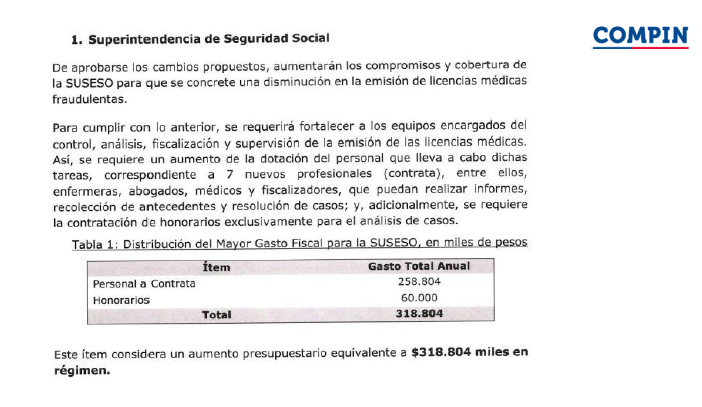 1. Superintendencia de Seguridad Social
COMPIN
De aprobarse los cambios propuestos, aumentarán los compromisos y cobertura de
la SUSESO para que se concrete una disminución en la emisión de licencias médicas
fraudulentas.
Para cumplir con lo anterior, se requerirá fortalecer a los equipos encargados del
control, análisis, fiscalización y supervisión de la emisión de las licencias médicas.
Así, se requiere un aumento de la dotación del personal que lleva a cabo dichas
tareas, correspondiente a 7 nuevos profesionales (contrata), entre ellos,
enfermeras, abogados, médicos y fiscalizadores, que puedan realizar informes,
recolección de antecedentes y resolución de casos; y, adicionalmente, se requiere
la contratación de honorarios exclusivamente para el análisis de casos.
Tabla 1: Distribución del Mayor Gasto Fiscal para la SUSESO, en miles de pesos
Ítem Gasto Total Anual
Personal a Contrata 258.804
Honorarios 60.000
Total 318.804
Este ítem considera un aumento presupuestario equivalente a $318.804 miles en
régimen.